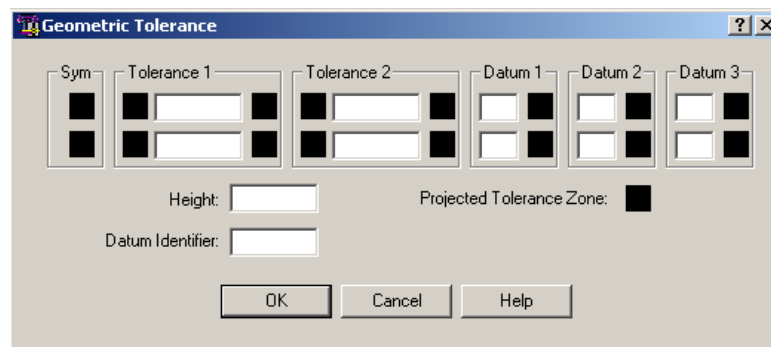 Geometric Tolerance
Sym Tolerance 1 Tolerance 2 Datum 1 Datum 2 Datum 3
Height: Projected Tolerance Zone:
Datum Identifier:
OK Cancel Help